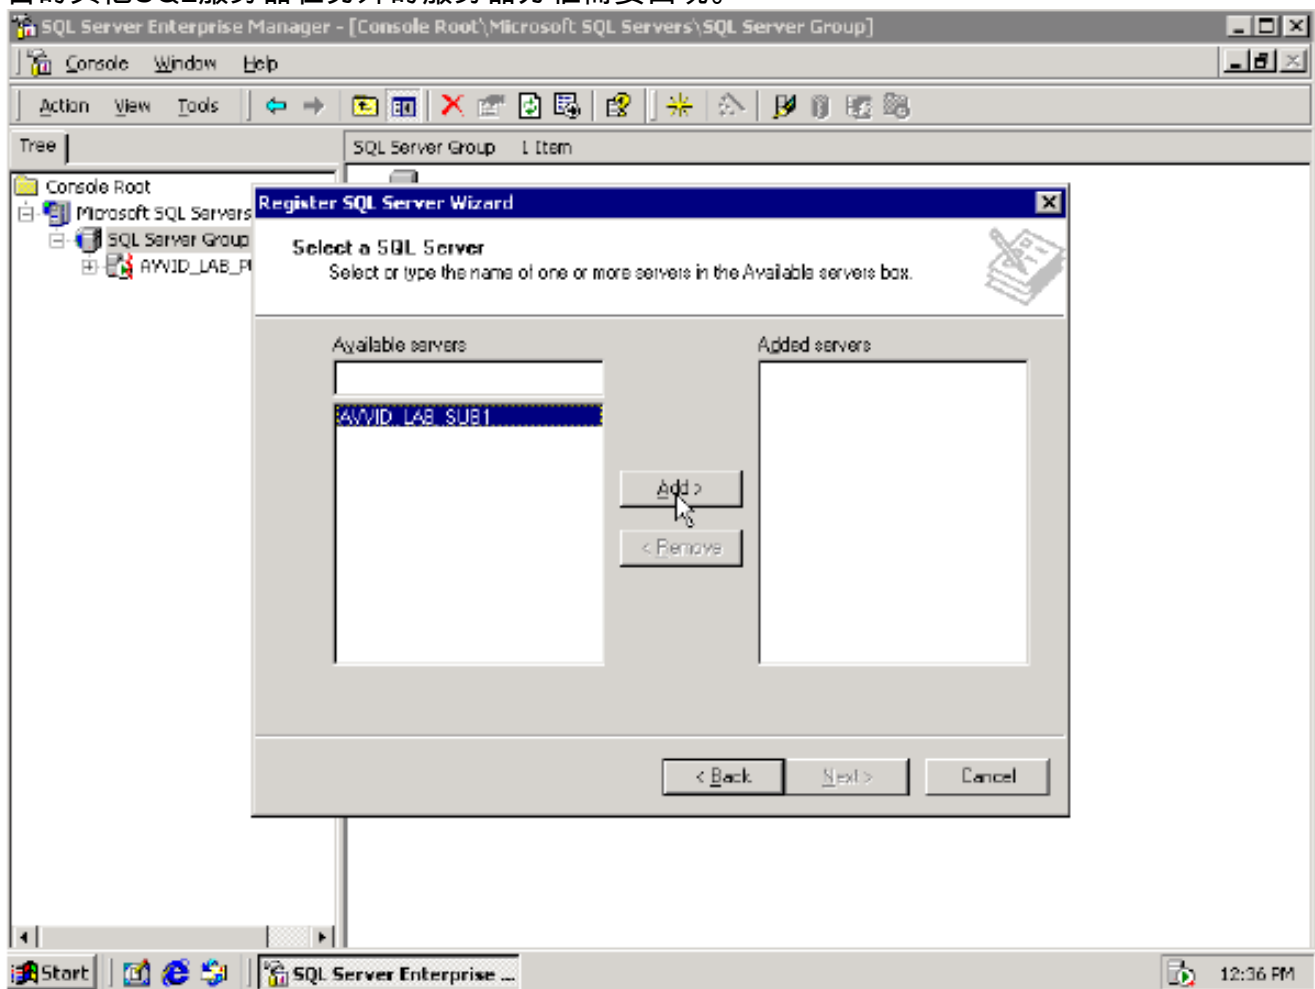 SQL Server Enterprise Manager - [Console Root\Microsoft SQL Servers\SQL Server Group]
Console Window Help
Action View Tools
Tree
SQL Server Group 1 Item
Console Root
Microsoft SQL Servers
SQL Server Group
AVVID_LAB_P
Register SQL Server Wizard
Select a SQL Server
Select or type the name of one or more servers in the Available servers box.
Available servers
Added servers
AVVID_LAB_SUB1
Add >
< Remove
< Back
Next >
Cancel
Start
SQL Server Enterprise ...
12:36 PM